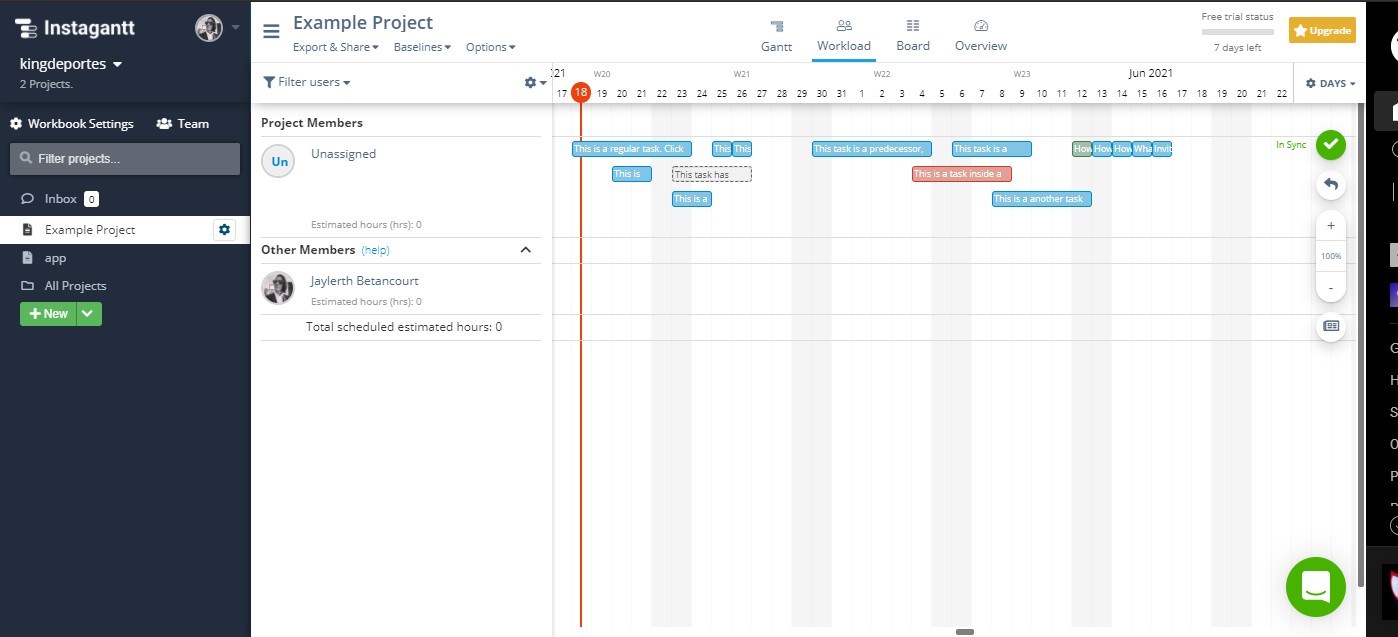 Instagantt
kingdeportes
2 Projects.
Workbook Settings
Team
Filter projects...
Inbox 0
Example Project
app
All Projects
New
Example Project
Export & Share
Baselines
Options
Gantt
Workload
Board
Overview
Free trial status
7 days left
Upgrade
Filter users
W20 W21 W22 W23 Jun 2021
17 18 19 20 21 22 23 24 25 26 27 28 29 30 31 1 2 3 4 5 6 7 8 9 10 11 12 13 14 15 16 17 18 19 20 21 22
DAYS
Project Members
Un
Unassigned
This is a regular task. Click
This
This
This task is a predecessor,
This task is a
How
How
How
Wha
Invit
This is
This task has
This is a task inside a
This is a
This is a another task
Estimated hours (hrs): 0
In Sync
+
100%
-
Other Members (help)
Jaylerth Betancourt
Estimated hours (hrs): 0
Total scheduled estimated hours: 0